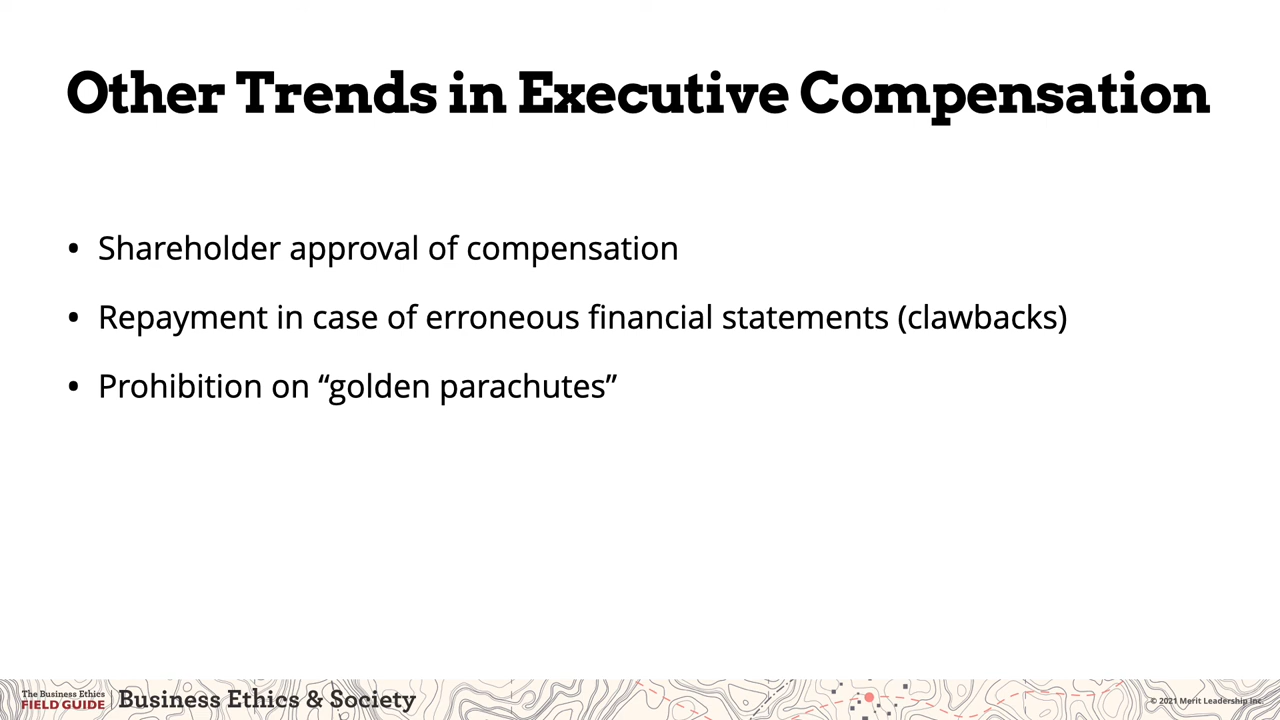 Other Trends in Executive Compensation
• Shareholder approval of compensation
• Repayment in case of erroneous financial statements (clawbacks)
• Prohibition on “golden parachutes”
The Business Ethics
FIELD GUIDE
Business Ethics & Society
© 2021 Merit Leadership Inc.